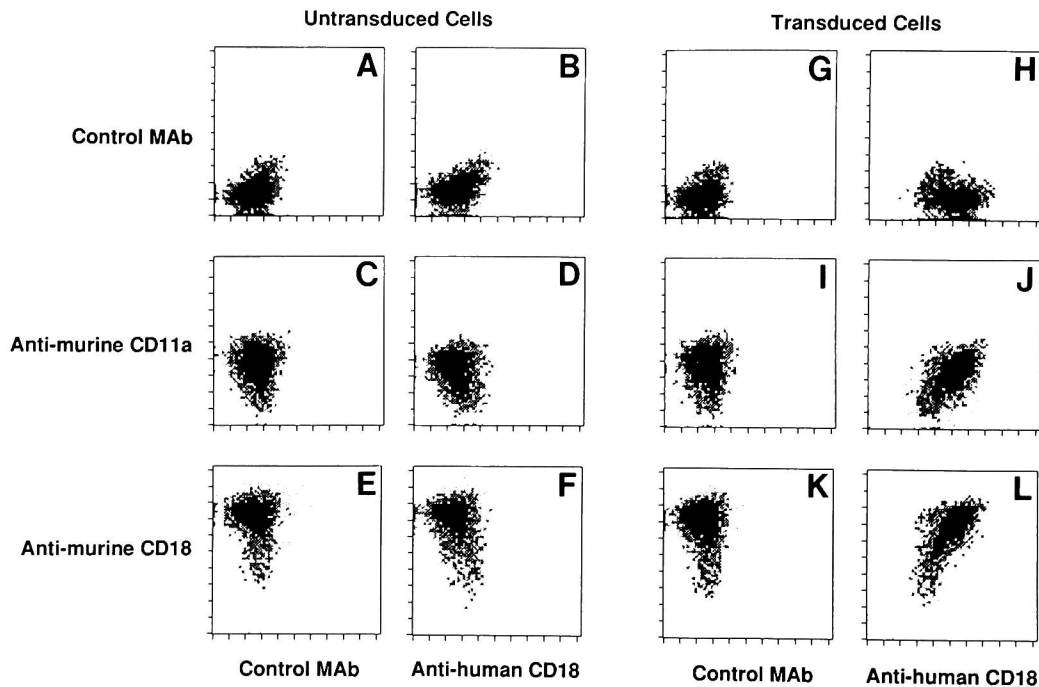 Untransduced Cells
Transduced Cells
A
B
G
H
Control MAb
C
D
I
J
Anti-murine CD11a
E
F
K
L
Anti-murine CD18
Control MAb
Anti-human CD18
Control MAb
Anti-human CD18